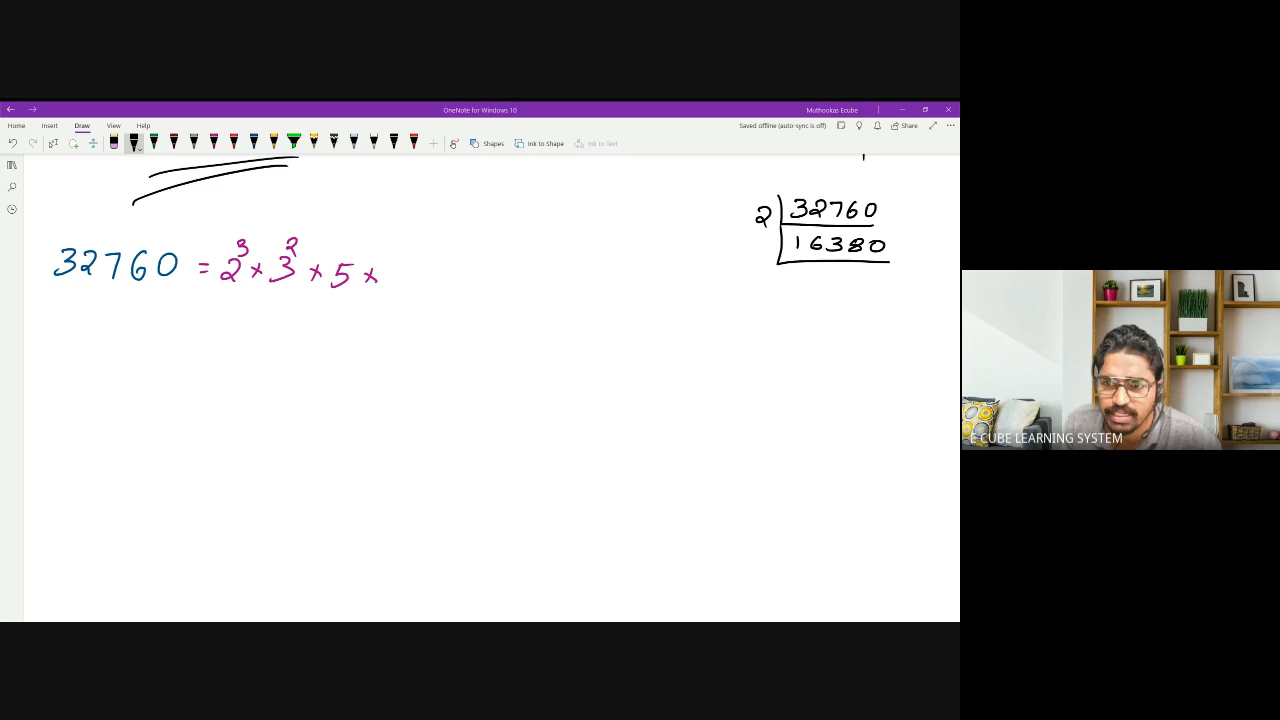 OneNote for Windows 10
Muthookas Ecube
Home Insert Draw View Help
Saved offline (auto-sync is off)
Share
Shapes
Ink to Shape
Ink to Text
2 32760
16380
32760 = 2³ × 3² × 5 ×
E CUBE LEARNING SYSTEM